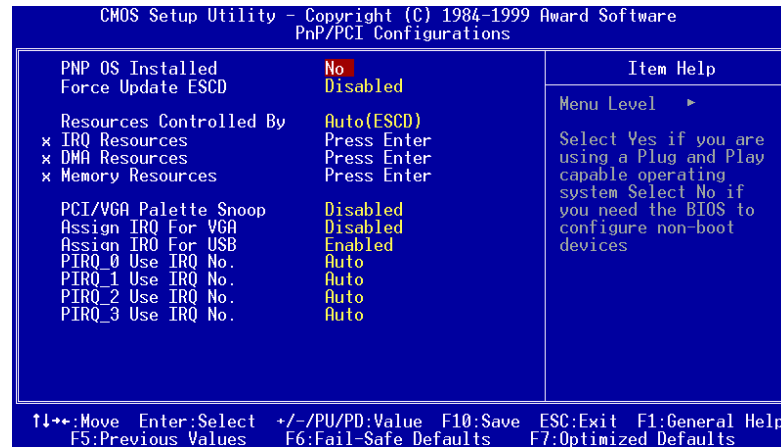 CMOS Setup Utility - Copyright (C) 1984-1999 Award Software
PnP/PCI Configurations
PNP OS Installed No
Force Update ESCD Disabled
Resources Controlled By Auto(ESCD)
x IRQ Resources Press Enter
x DMA Resources Press Enter
x Memory Resources Press Enter
PCI/VGA Palette Snoop Disabled
Assign IRQ For VGA Disabled
Assign IRQ For USB Enabled
PIRQ_0 Use IRQ No. Auto
PIRQ_1 Use IRQ No. Auto
PIRQ_2 Use IRQ No. Auto
PIRQ_3 Use IRQ No. Auto
Item Help
Menu Level ►
Select Yes if you are
using a Plug and Play
capable operating
system Select No if
you need the BIOS to
configure non-boot
devices
↑↓→←:Move Enter:Select +/-/PU/PD:Value F10:Save ESC:Exit F1:General Help
F5:Previous Values F6:Fail-Safe Defaults F7:Optimized Defaults